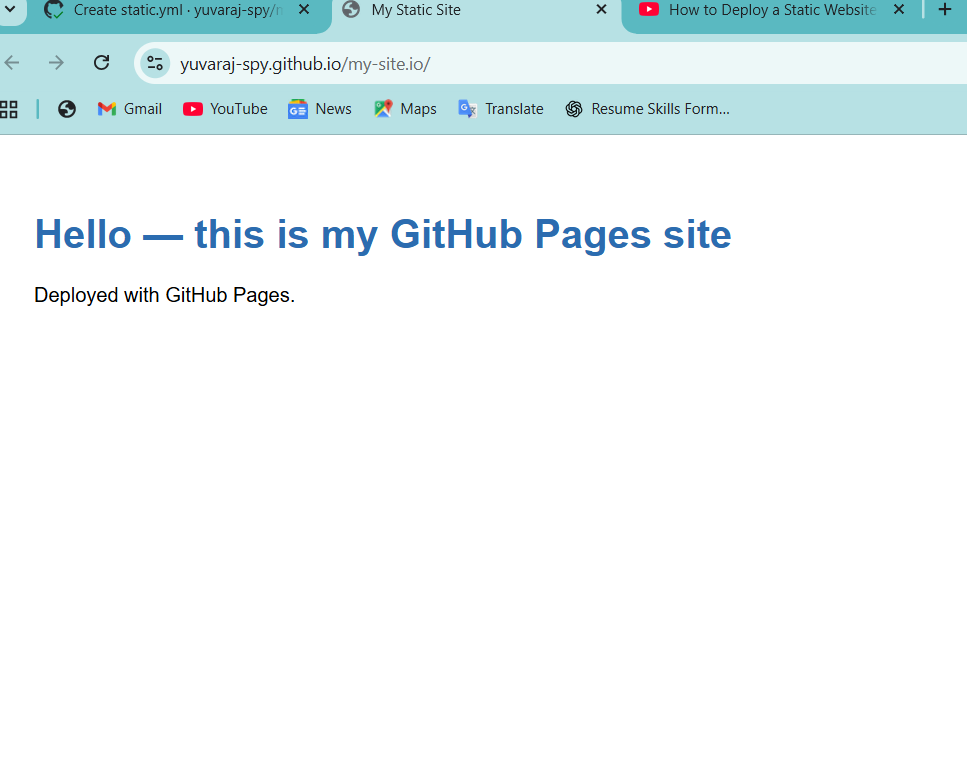 Create static.yml · yuvaraj-spy/
My Static Site
How to Deploy a Static Website
yuvaraj-spy.github.io/my-site.io/
Gmail YouTube News Maps Translate Resume Skills Form...
Hello — this is my GitHub Pages site
Deployed with GitHub Pages.